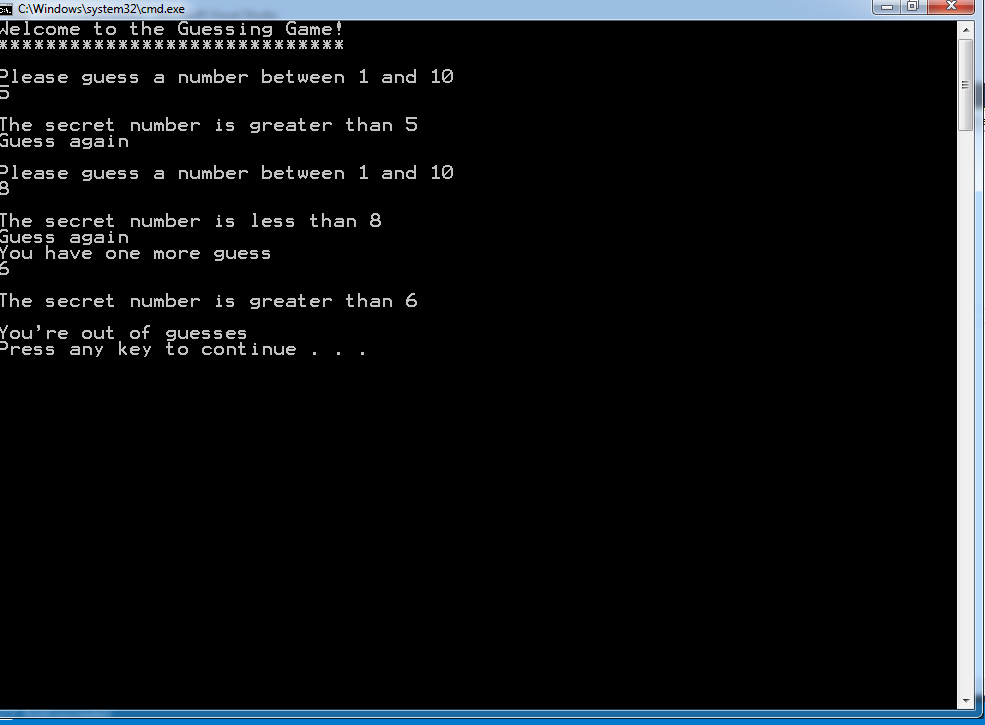 C:\Windows\system32\cmd.exe
Welcome to the Guessing Game!
*****************************
Please guess a number between 1 and 10
5
The secret number is greater than 5
Guess again
Please guess a number between 1 and 10
8
The secret number is less than 8
Guess again
You have one more guess
6
The secret number is greater than 6
You're out of guesses
Press any key to continue . . .